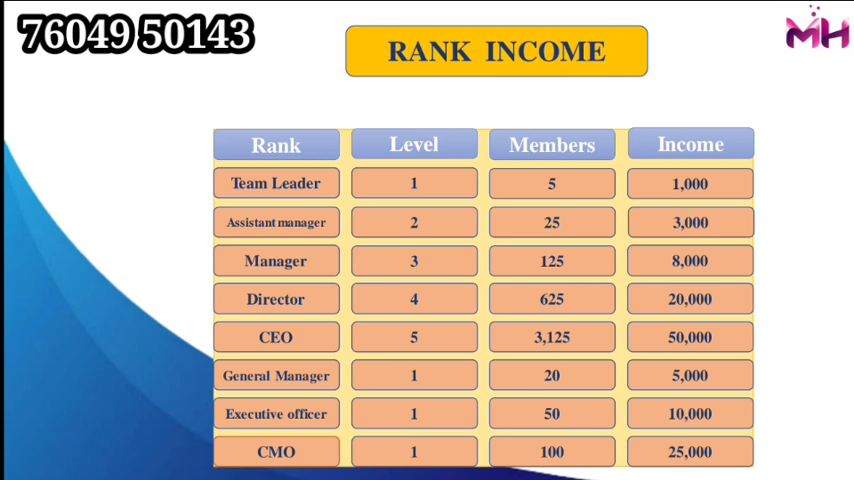 76049 50143
RANK INCOME
MH
Rank Level Members Income
Team Leader 1 5 1,000
Assistant manager 2 25 3,000
Manager 3 125 8,000
Director 4 625 20,000
CEO 5 3,125 50,000
General Manager 1 20 5,000
Executive officer 1 50 10,000
CMO 1 100 25,000